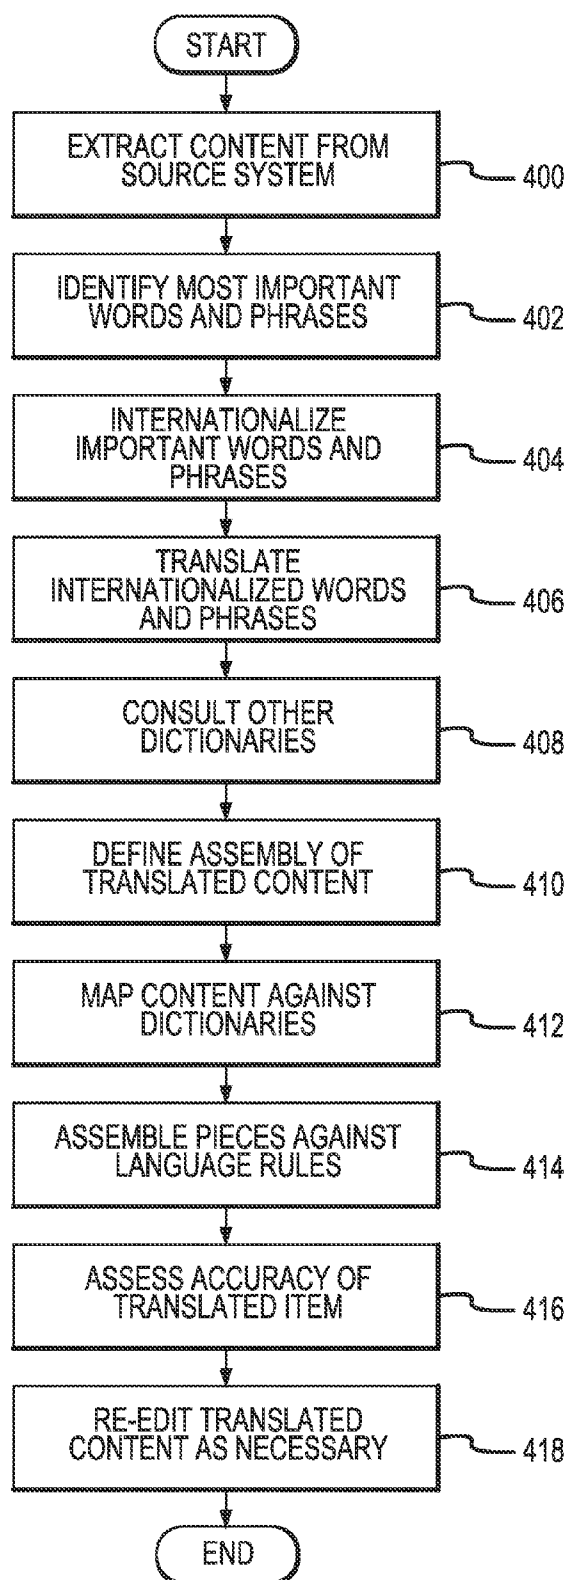 START
EXTRACT CONTENT FROM
SOURCE SYSTEM
400
IDENTIFY MOST IMPORTANT
WORDS AND PHRASES
402
INTERNATIONALIZE
IMPORTANT WORDS AND
PHRASES
404
TRANSLATE
INTERNATIONALIZED WORDS
AND PHRASES
406
CONSULT OTHER
DICTIONARIES
408
DEFINE ASSEMBLY OF
TRANSLATED CONTENT
410
MAP CONTENT AGAINST
DICTIONARIES
412
ASSEMBLE PIECES AGAINST
LANGUAGE RULES
414
ASSESS ACCURACY OF
TRANSLATED ITEM
416
RE-EDIT TRANSLATED
CONTENT AS NECESSARY
418
END